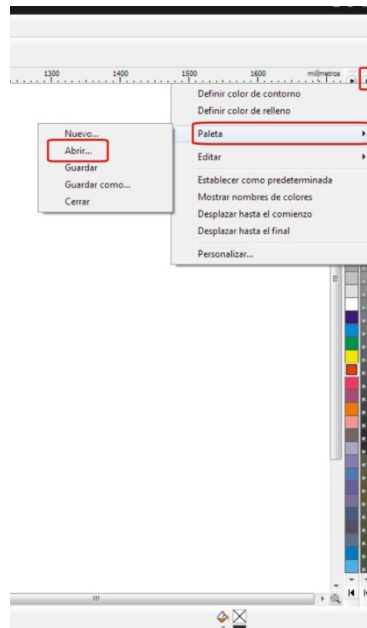 1300 1400 1500 1600 milímetros
Definir color de contorno
Definir color de relleno
Paleta
Editar
Establecer como predeterminada
Mostrar nombres de colores
Desplazar hasta el comienzo
Desplazar hasta el final
Personalizar...
Nuevo...
Abrir...
Guardar
Guardar como...
Cerrar